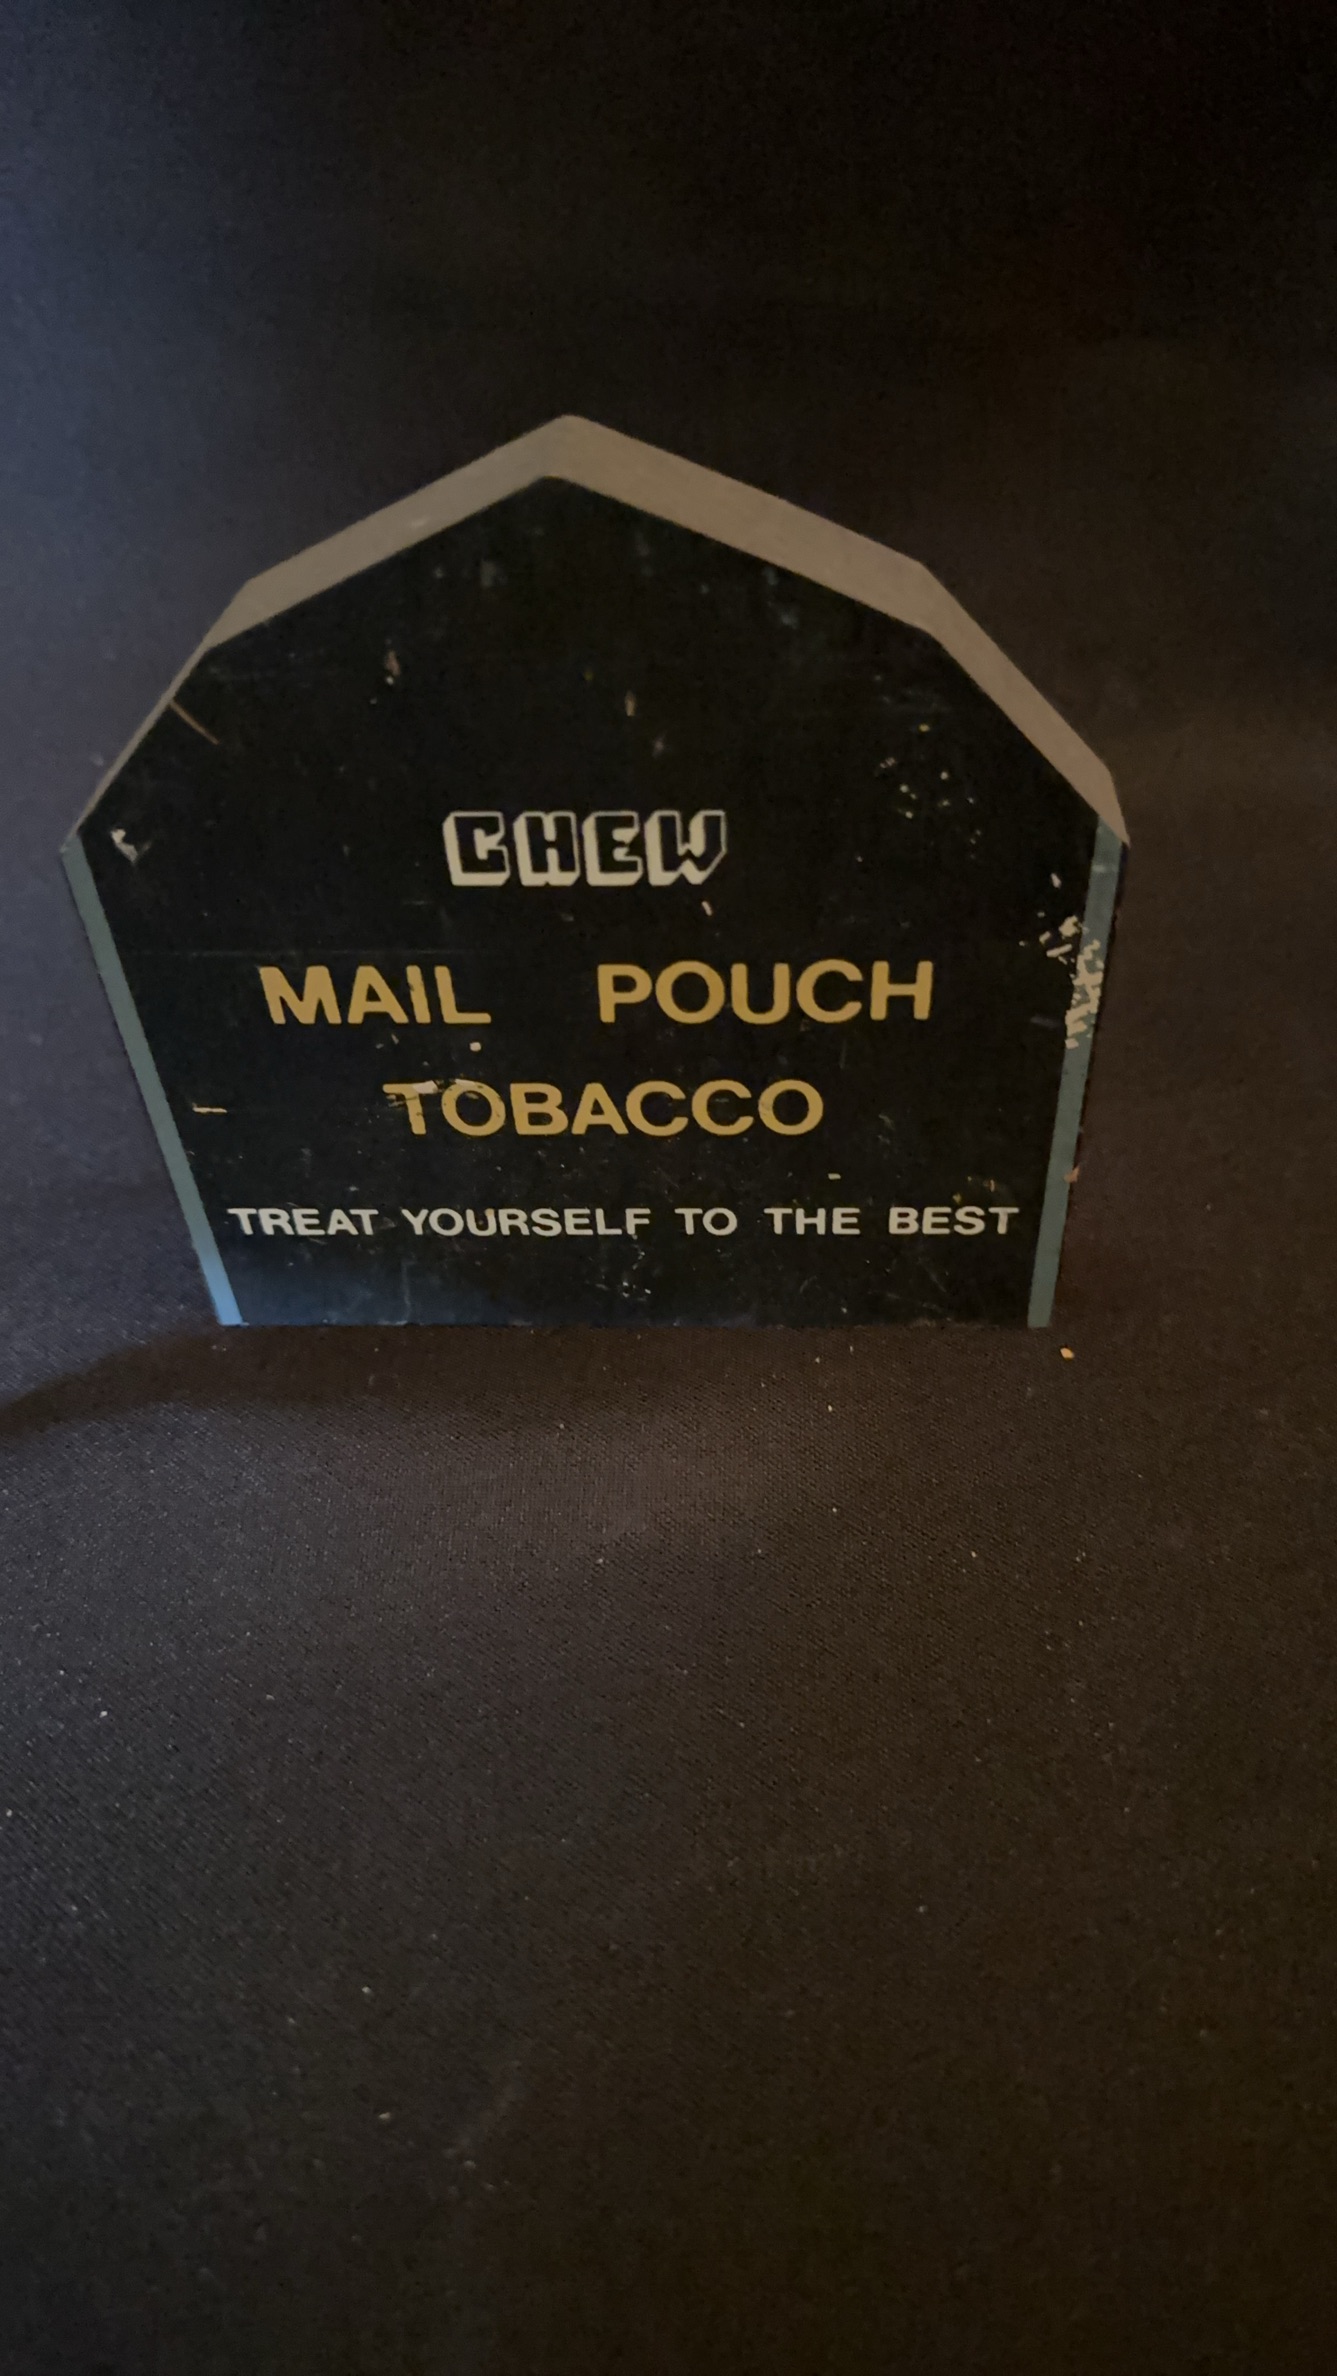 CHEW
MAIL POUCH
TOBACCO
TREAT YOURSELF TO THE BEST